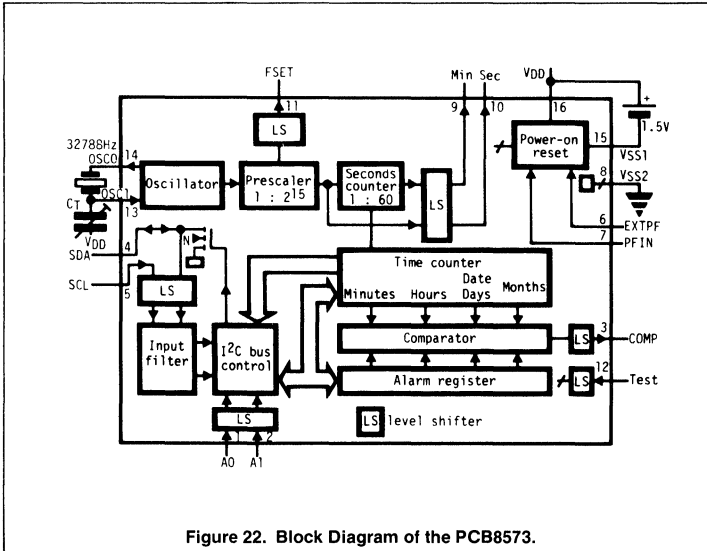 FSET
Min Sec
VDD
11
9
10
16
+
1.5V
LS
32786Hz
OSCO 14
Oscillator
Prescaler
1 : 215
Seconds
counter
1 : 60
LS
Power-on
reset
15
VSS1
8
VSS2
OSC1
13
CT
VDD
6
EXTPF
7
PFIN
4
SDA
N
SCL
5
LS
Time counter
Minutes Hours Date
Days Months
Input
filter
I2C bus
control
Comparator
LS
3
COMP
Alarm register
LS
12
Test
LS
1 2
LS level shifter
A0 A1
Figure 22. Block Diagram of the PCB8573.